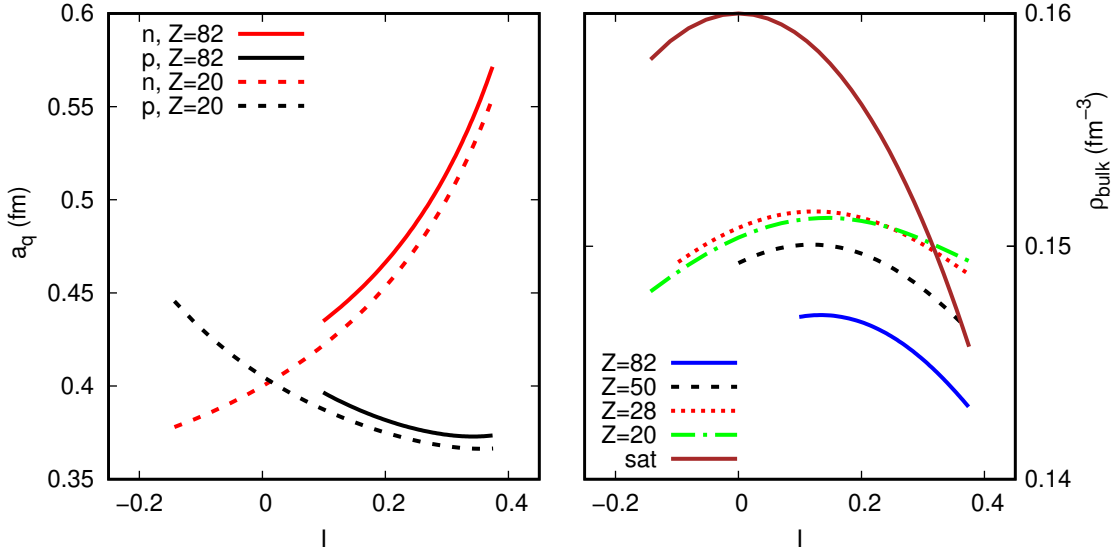 0.6
0.55
0.5
0.45
0.4
0.35
a_q (fm)
n, Z=82
p, Z=82
n, Z=20
p, Z=20
−0.2 0 0.2 0.4
I
Z=82
Z=50
Z=28
Z=20
sat
−0.2 0 0.2 0.4
I
0.16
0.15
0.14
ρ_bulk (fm⁻³)